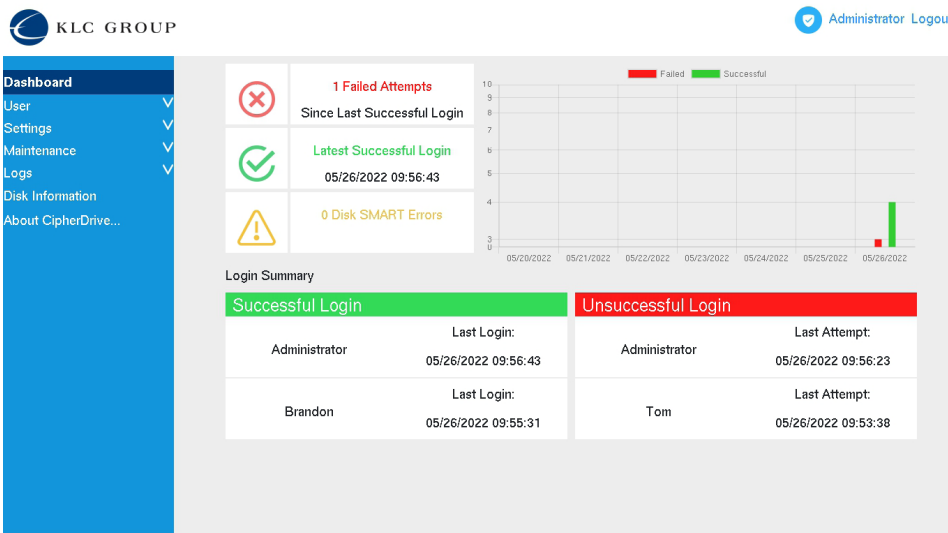 KLC GROUP
Administrator Logou
Dashboard
User
Settings
Maintenance
Logs
Disk Information
About CipherDrive...
1 Failed Attempts
Since Last Successful Login
Latest Successful Login
05/26/2022 09:56:43
0 Disk SMART Errors
Failed Successful
10
9
8
7
6
5
4
3
0
05/20/2022 05/21/2022 05/22/2022 05/23/2022 05/24/2022 05/25/2022 05/26/2022
Login Summary
Successful Login
Administrator
Last Login:
05/26/2022 09:56:43
Brandon
Last Login:
05/26/2022 09:55:31
Unsuccessful Login
Administrator
Last Attempt:
05/26/2022 09:56:23
Tom
Last Attempt:
05/26/2022 09:53:38